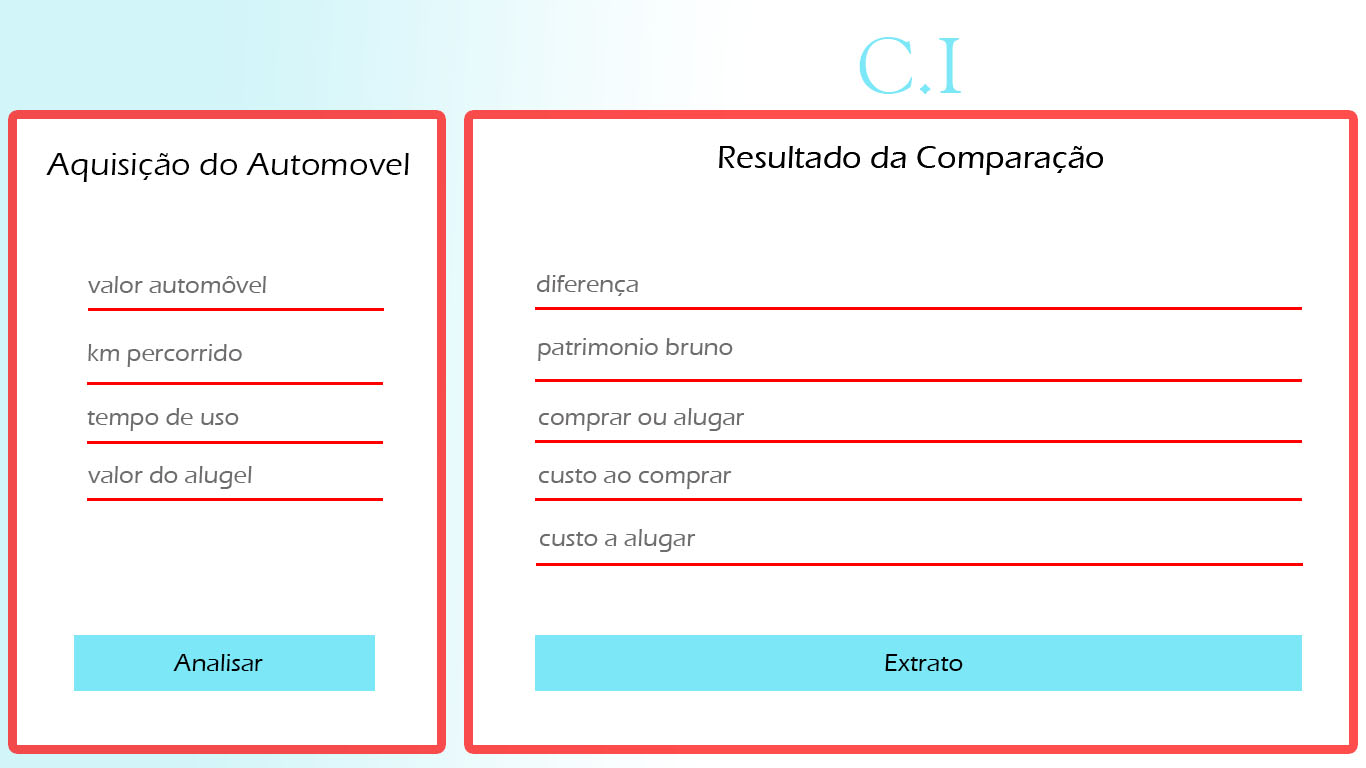 C.I
Aquisição do Automovel
valor automôvel
km percorrido
tempo de uso
valor do alugel
Analisar
Resultado da Comparação
diferença
patrimonio bruno
comprar ou alugar
custo ao comprar
custo a alugar
Extrato